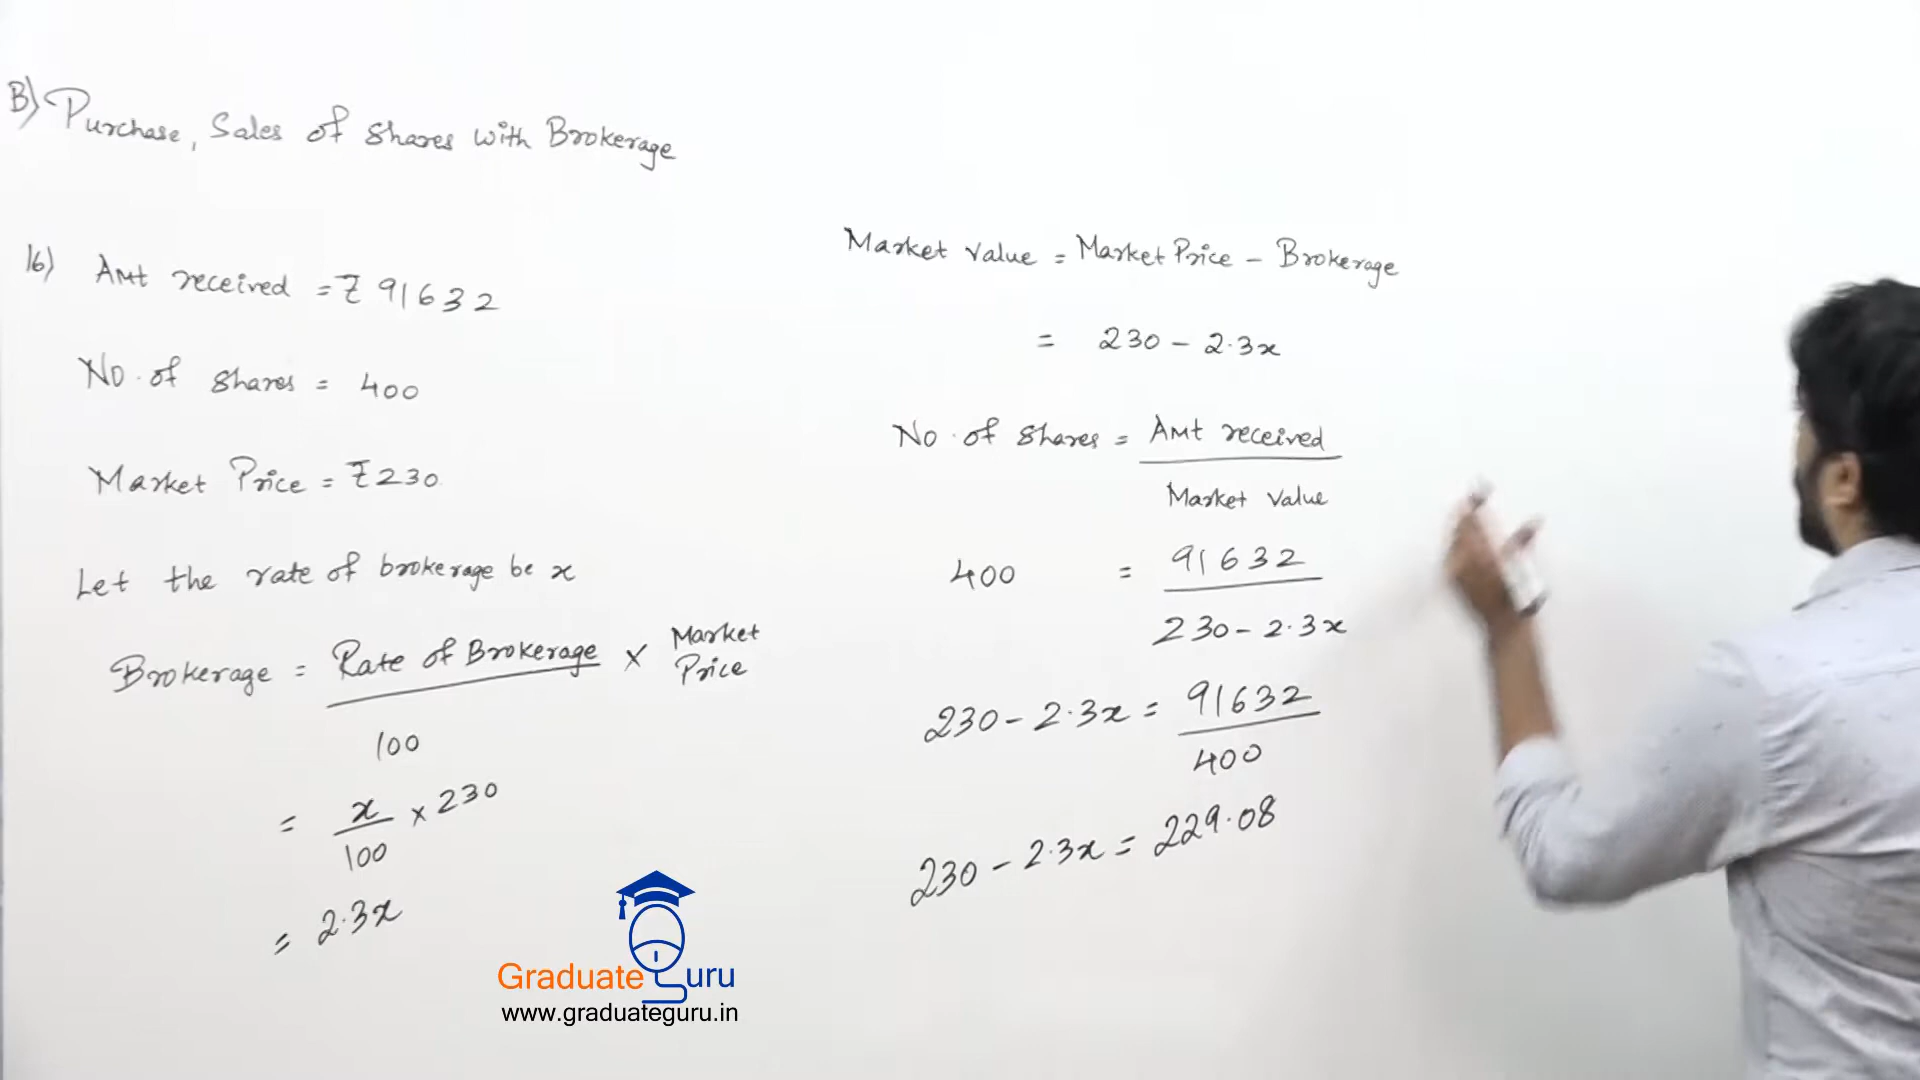 B) Purchase, Sales of Shares with Brokerage
16) Amt received = ₹ 91632
No. of Shares = 400
Market Price = ₹230
Let the rate of brokerage be x
Brokerage = Rate of Brokerage / 100 × Market Price
= x/100 × 230
= 2.3x
Market Value = Market Price - Brokerage
= 230 - 2.3x
No. of Shares = Amt received / Market Value
400 = 91632 / 230 - 2.3x
230 - 2.3x = 91632 / 400
230 - 2.3x = 229.08
Graduate Guru
www.graduateguru.in